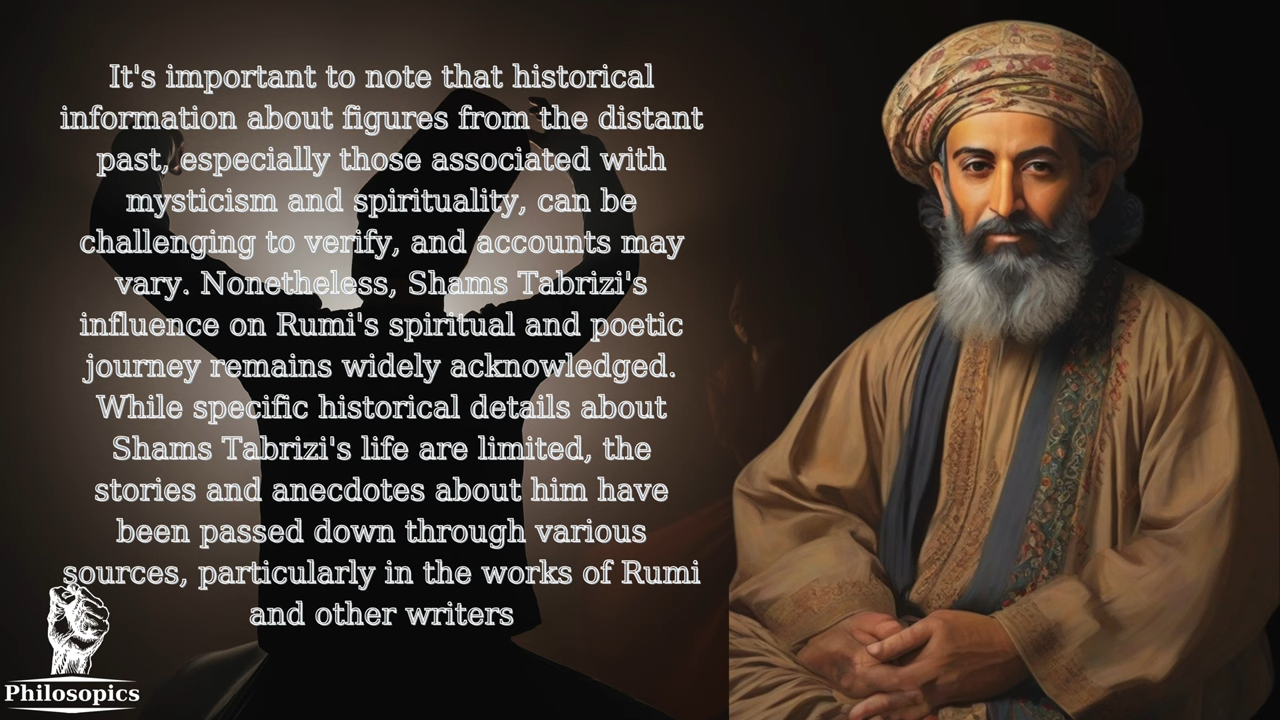 It's important to note that historical
information about figures from the distant
past, especially those associated with
mysticism and spirituality, can be
challenging to verify, and accounts may
vary. Nonetheless, Shams Tabrizi's
influence on Rumi's spiritual and poetic
journey remains widely acknowledged.
While specific historical details about
Shams Tabrizi's life are limited, the
stories and anecdotes about him have
been passed down through various
sources, particularly in the works of Rumi
and other writers
Philosopics